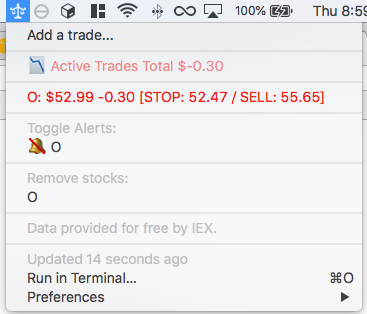 100% Thu 8:59
Add a trade...
Active Trades Total $-0.30
O: $52.99 -0.30 [STOP: 52.47 / SELL: 55.65]
Toggle Alerts:
O
Remove stocks:
O
Data provided for free by IEX.
Updated 14 seconds ago
Run in Terminal... ⌘O
Preferences